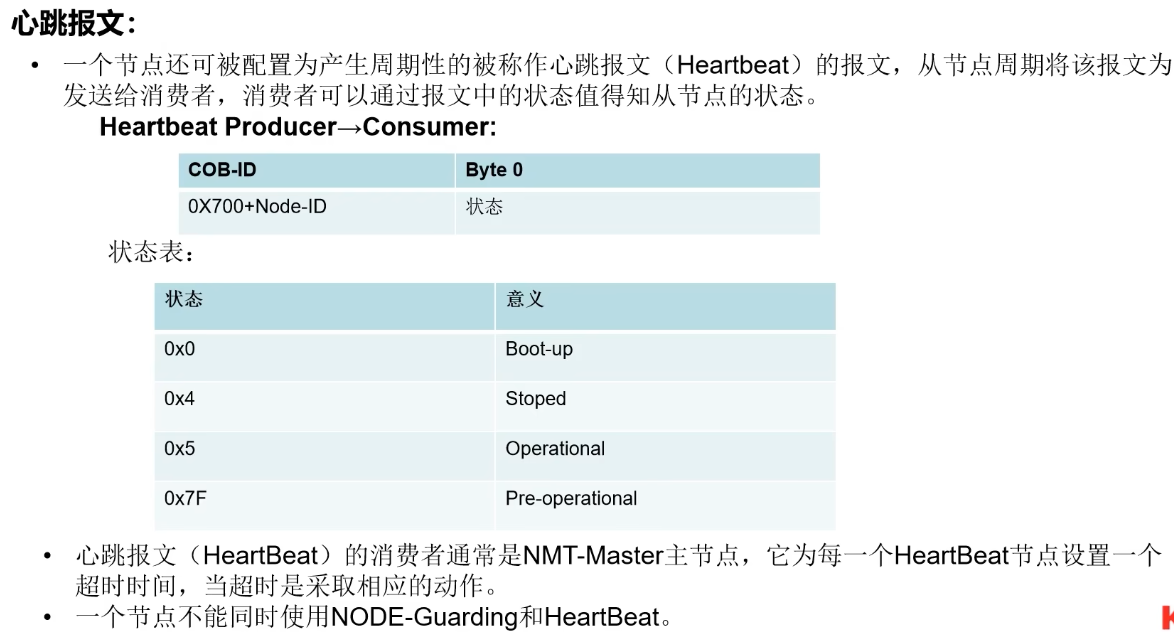 心跳报文：
• 一个节点还可被配置为产生周期性的被称作心跳报文（Heartbeat）的报文，从节点周期将该报文为
发送给消费者，消费者可以通过报文中的状态值得知从节点的状态。
Heartbeat Producer→Consumer:
COB-ID Byte 0
0X700+Node-ID 状态
状态表：
状态 意义
0x0 Boot-up
0x4 Stoped
0x5 Operational
0x7F Pre-operational
• 心跳报文（HeartBeat）的消费者通常是NMT-Master主节点，它为每一个HeartBeat节点设置一个
超时时间，当超时是采取相应的动作。
• 一个节点不能同时使用NODE-Guarding和HeartBeat。